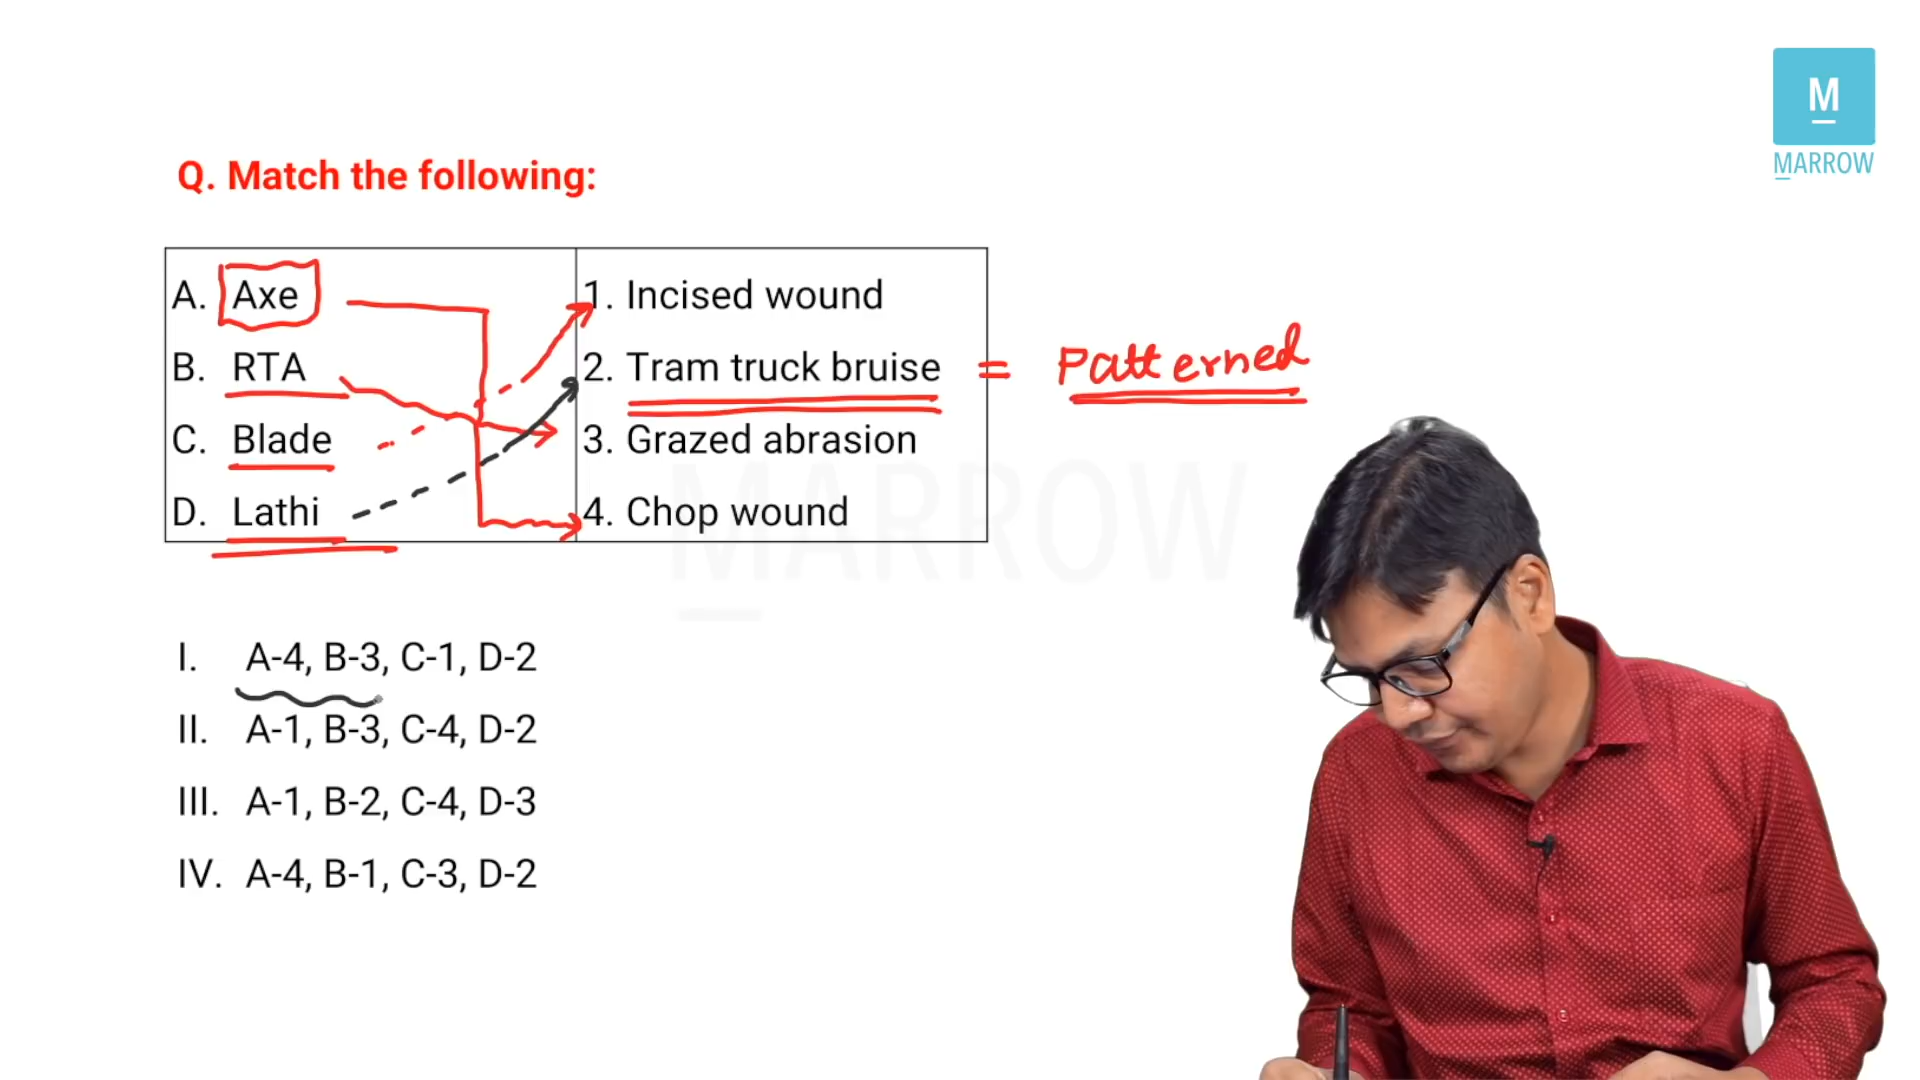 M
MARROW
Q. Match the following:
A. Axe 1. Incised wound
B. RTA 2. Tram truck bruise = Patterned
C. Blade 3. Grazed abrasion
D. Lathi 4. Chop wound
MARROW
I. A-4, B-3, C-1, D-2
II. A-1, B-3, C-4, D-2
III. A-1, B-2, C-4, D-3
IV. A-4, B-1, C-3, D-2